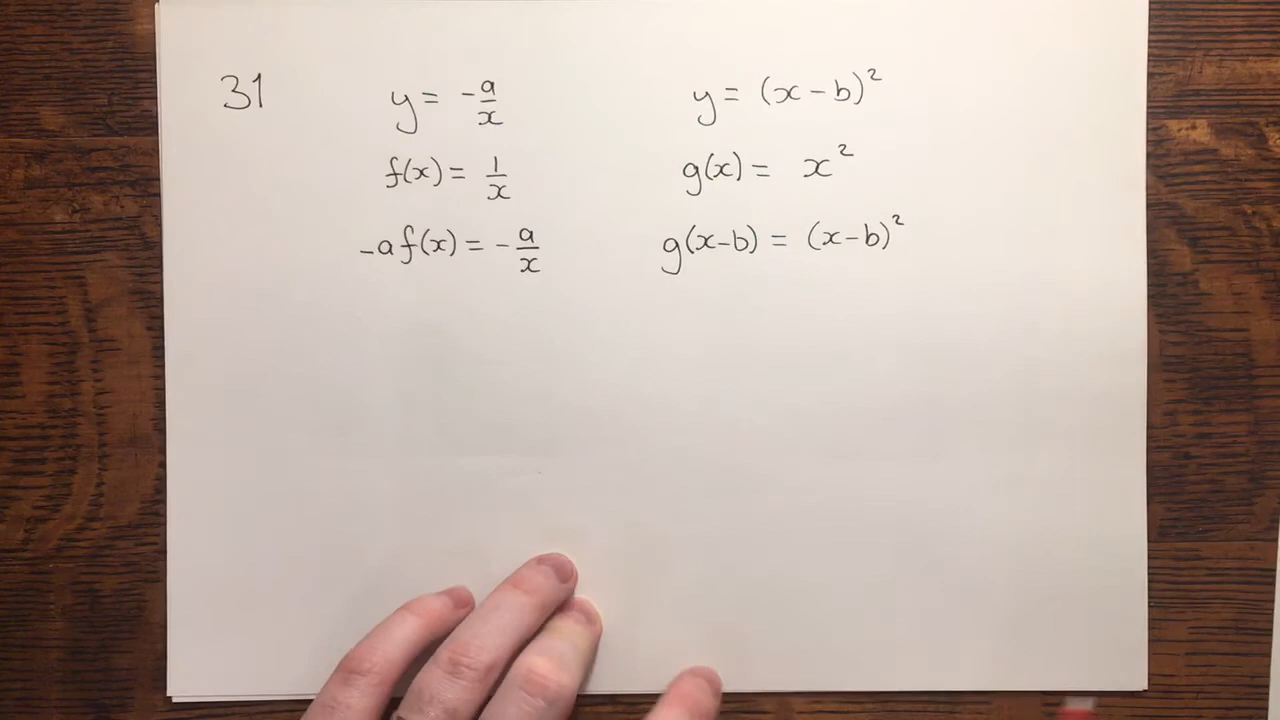 31
y = -a/x
y = (x-b)²
f(x) = 1/x
g(x) = x²
-af(x) = -a/x
g(x-b) = (x-b)²